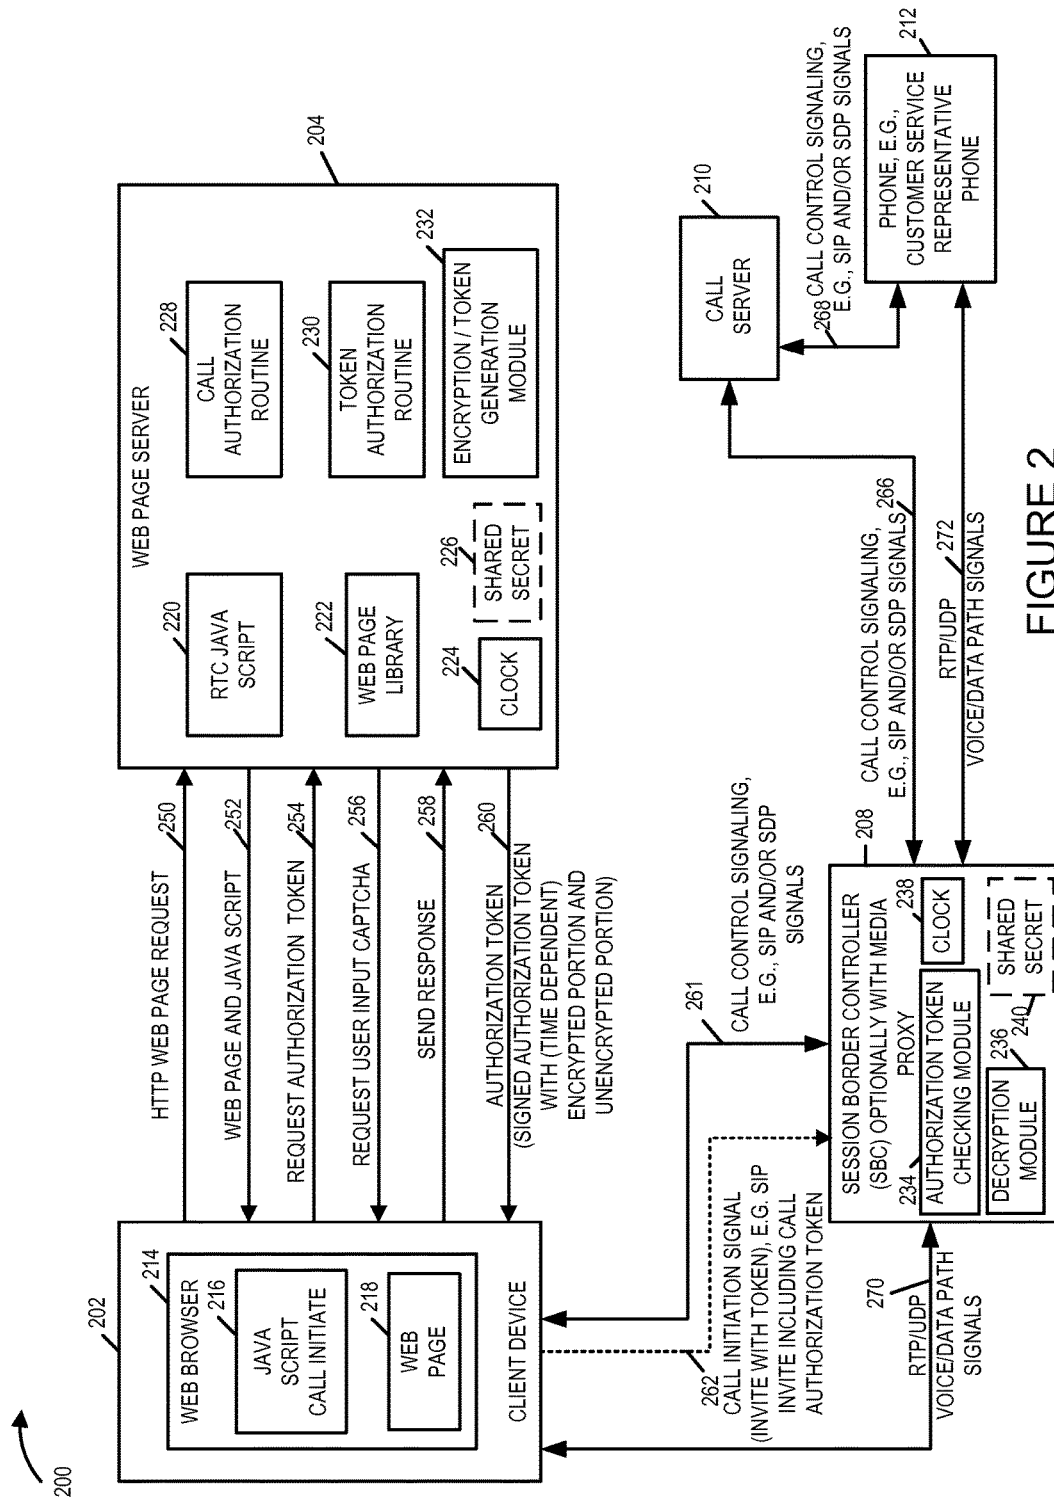 200
202
WEB BROWSER
214
216
JAVA
SCRIPT
CALL INITIATE
218
WEB
PAGE
CLIENT DEVICE
HTTP WEB PAGE REQUEST
250
WEB PAGE AND JAVA SCRIPT
252
REQUEST AUTHORIZATION TOKEN
254
REQUEST USER INPUT CAPTCHA
256
SEND RESPONSE
258
AUTHORIZATION TOKEN
260
(SIGNED AUTHORIZATION TOKEN
WITH (TIME DEPENDENT)
ENCRYPTED PORTION AND
UNENCRYPTED PORTION)
204
WEB PAGE SERVER
220
RTC JAVA
SCRIPT
228
CALL
AUTHORIZATION
ROUTINE
222
WEB PAGE
LIBRARY
230
TOKEN
AUTHORIZATION
ROUTINE
224
CLOCK
226
SHARED
SECRET
232
ENCRYPTION / TOKEN
GENERATION
MODULE
261
CALL CONTROL SIGNALING,
E.G., SIP AND/OR SDP
SIGNALS
262
CALL INITIATION SIGNAL
(INVITE WITH TOKEN), E.G. SIP
INVITE INCLUDING CALL
AUTHORIZATION TOKEN
270
RTP/UDP
VOICE/DATA PATH
SIGNALS
208
SESSION BORDER CONTROLLER
(SBC) OPTIONALLY WITH MEDIA
PROXY
234
AUTHORIZATION TOKEN
CHECKING MODULE
238
CLOCK
236
DECRYPTION
MODULE
240
SHARED
SECRET
CALL CONTROL SIGNALING,
E.G., SIP AND/OR SDP SIGNALS
266
RTP/UDP
272
VOICE/DATA PATH SIGNALS
210
CALL
SERVER
268
CALL CONTROL SIGNALING,
E.G., SIP AND/OR SDP SIGNALS
212
PHONE, E.G.,
CUSTOMER SERVICE
REPRESENTATIVE
PHONE
FIGURE 2